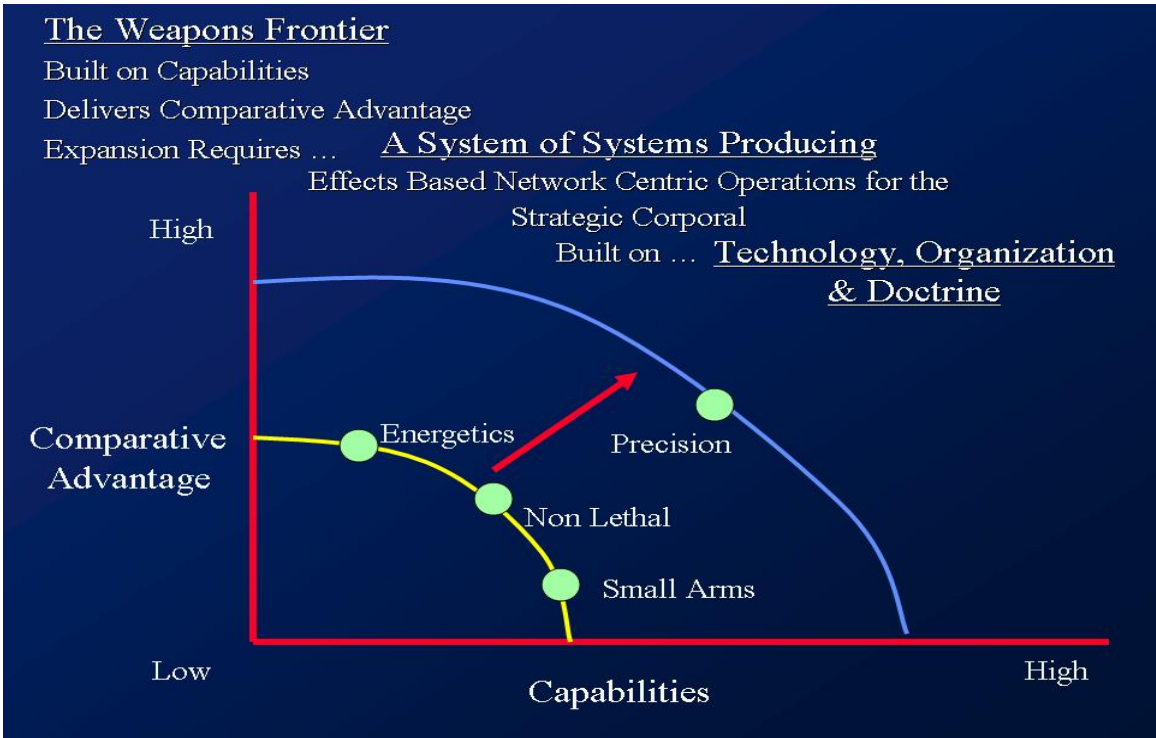 The Weapons Frontier
Built on Capabilities
Delivers Comparative Advantage
Expansion Requires …
A System of Systems Producing
Effects Based Network Centric Operations for the
Strategic Corporal
Built on …
Technology, Organization
& Doctrine
High
Comparative
Advantage
Energetics
Precision
Non Lethal
Small Arms
Low
Capabilities
High